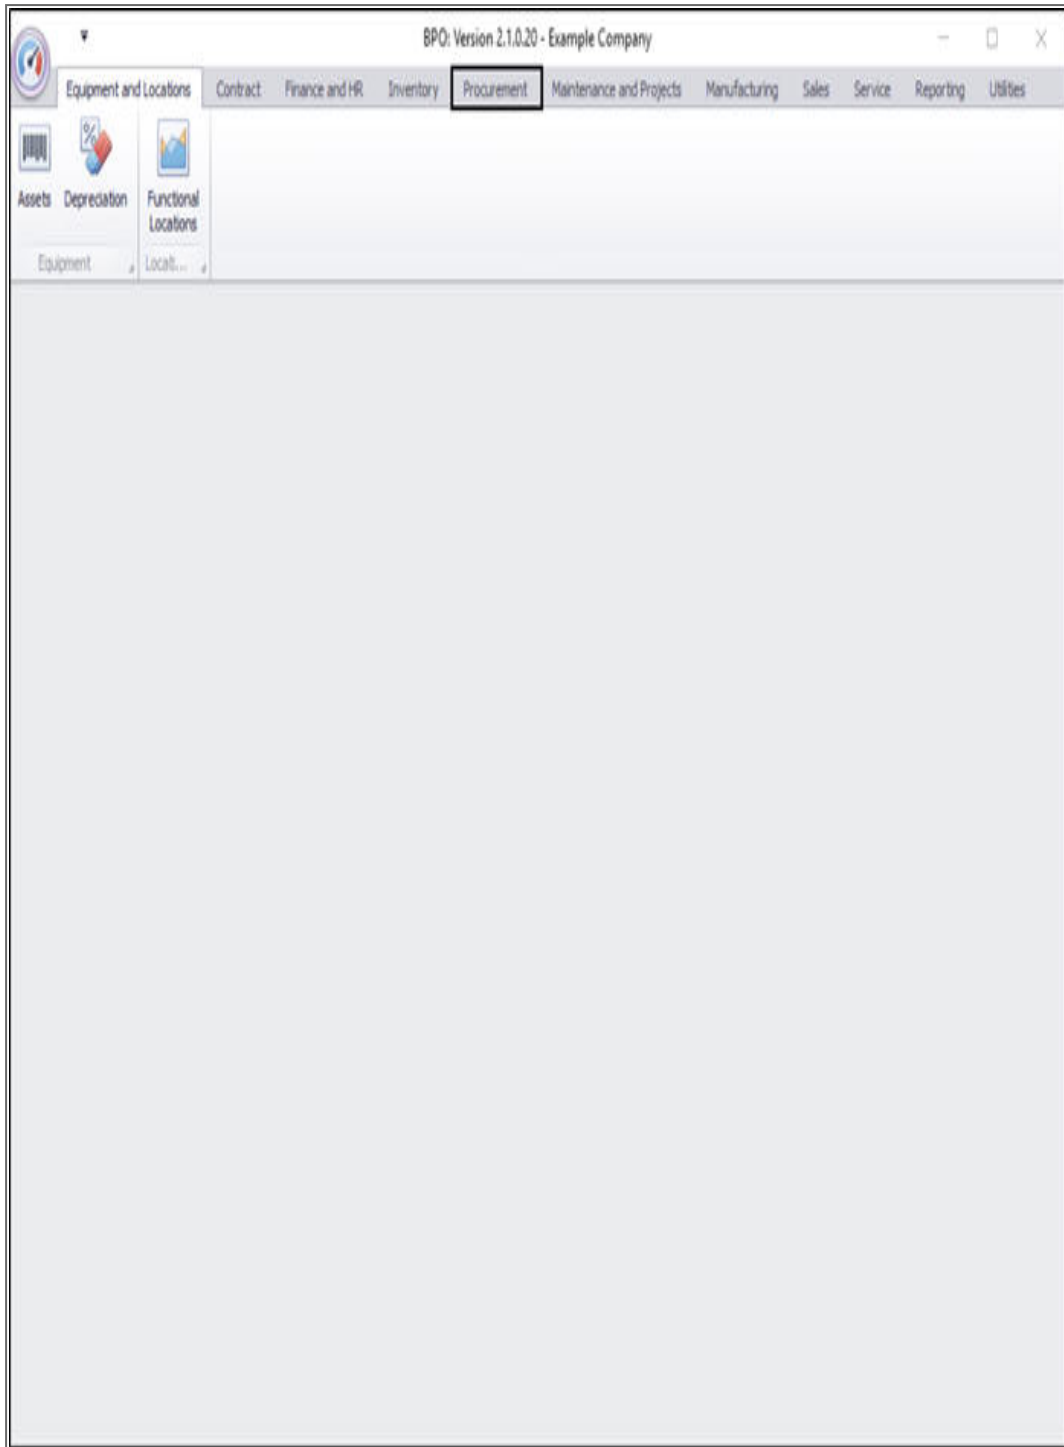 BPO: Version 2.1.0.20 - Example Company
Equipment and Locations Contract Finance and HR Inventory Procurement Maintenance and Projects Manufacturing Sales Service Reporting Utilities
%
Assets Depreciation Functional
Locations
Equipment Locati...